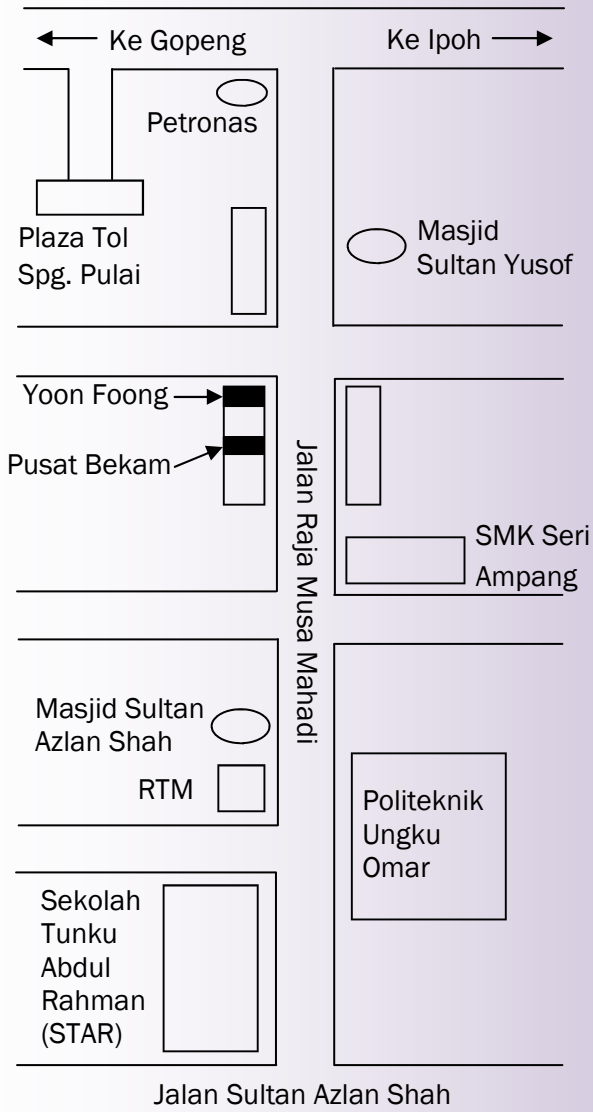 Ke Gopeng
Ke Ipoh
Petronas
Plaza Tol
Spg. Pulai
Masjid
Sultan Yusof
Yoon Foong
Pusat Bekam
Jalan Raja Musa Mahadi
SMK Seri
Ampang
Masjid Sultan
Azlan Shah
RTM
Politeknik
Ungku
Omar
Sekolah
Tunku
Abdul
Rahman
(STAR)
Jalan Sultan Azlan Shah